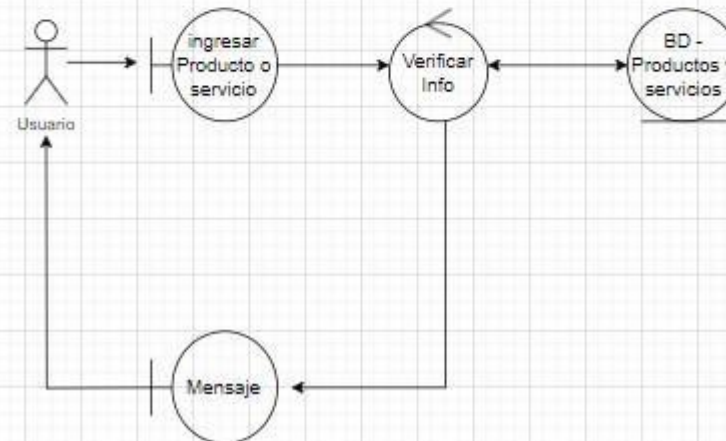 Usuario
ingresar
Producto o
servicio
Verificar
Info
BD -
Productos
servicios
Mensaje